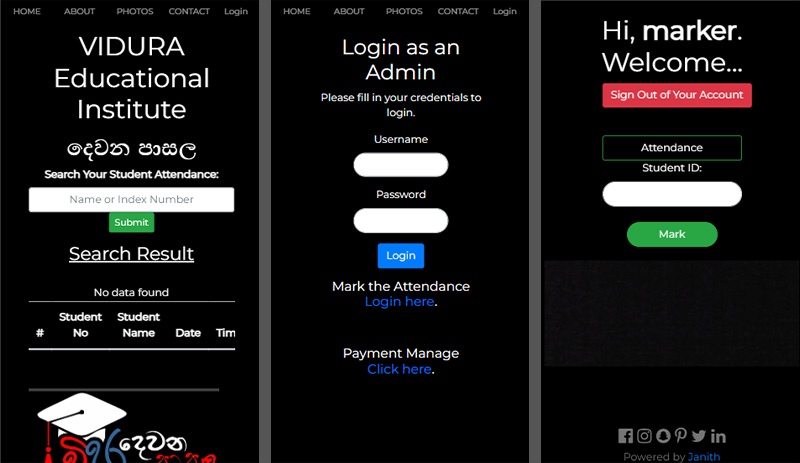 HOME ABOUT PHOTOS CONTACT Login
VIDURA
Educational
Institute
දෙවන පාසල
Search Your Student Attendance:
Name or Index Number
Submit
Search Result
No data found
# Student No Student Name Date Tim
දෙවන
HOME ABOUT PHOTOS CONTACT Login
Login as an
Admin
Please fill in your credentials to
login.
Username
Password
Login
Mark the Attendance
Login here.
Payment Manage
Click here.
Hi, marker.
Welcome...
Sign Out of Your Account
Attendance
Student ID:
Mark
Powered by Janith